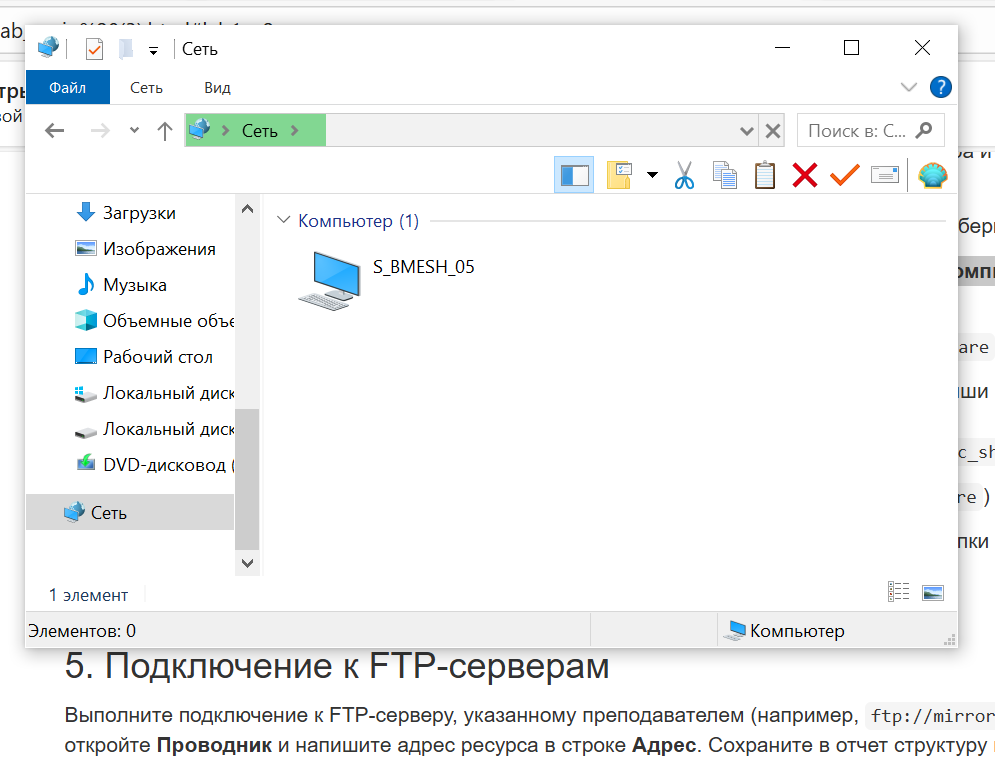 Сеть
Файл
Сеть
Вид
Сеть
Поиск в: С...
Загрузки
Изображения
Музыка
Объемные объе
Рабочий стол
Локальный диск
Локальный диск
DVD-дисковод (
Сеть
Компьютер (1)
S_BMESH_05
1 элемент
Элементов: 0
Компьютер
5. Подключение к FTP-серверам
Выполните подключение к FTP-серверу, указанному преподавателем (например, ftp://mirror
откройте Проводник и напишите адрес ресурса в строке Адрес. Сохраните в отчет структуру